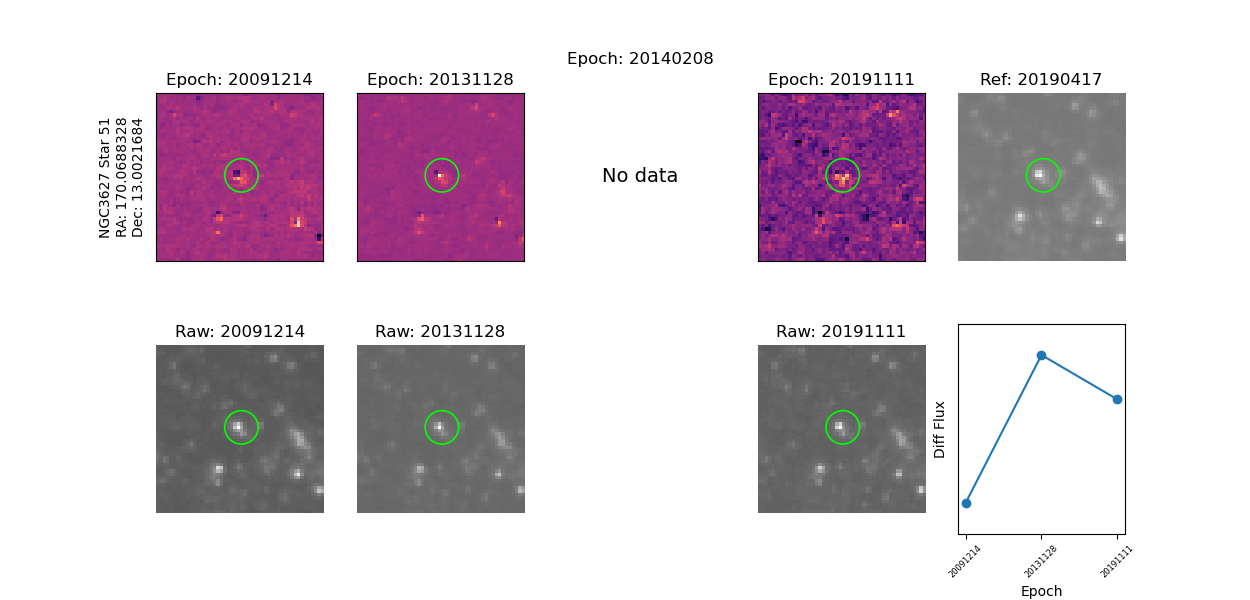 Epoch: 20140208
Epoch: 20091214
Epoch: 20131128
Epoch: 20191111
Ref: 20190417
NGC3627 Star 51
RA: 170.0688328
Dec: 13.0021684
No data
Raw: 20091214
Raw: 20131128
Raw: 20191111
Diff Flux
20091214
20131128
20191111
Epoch